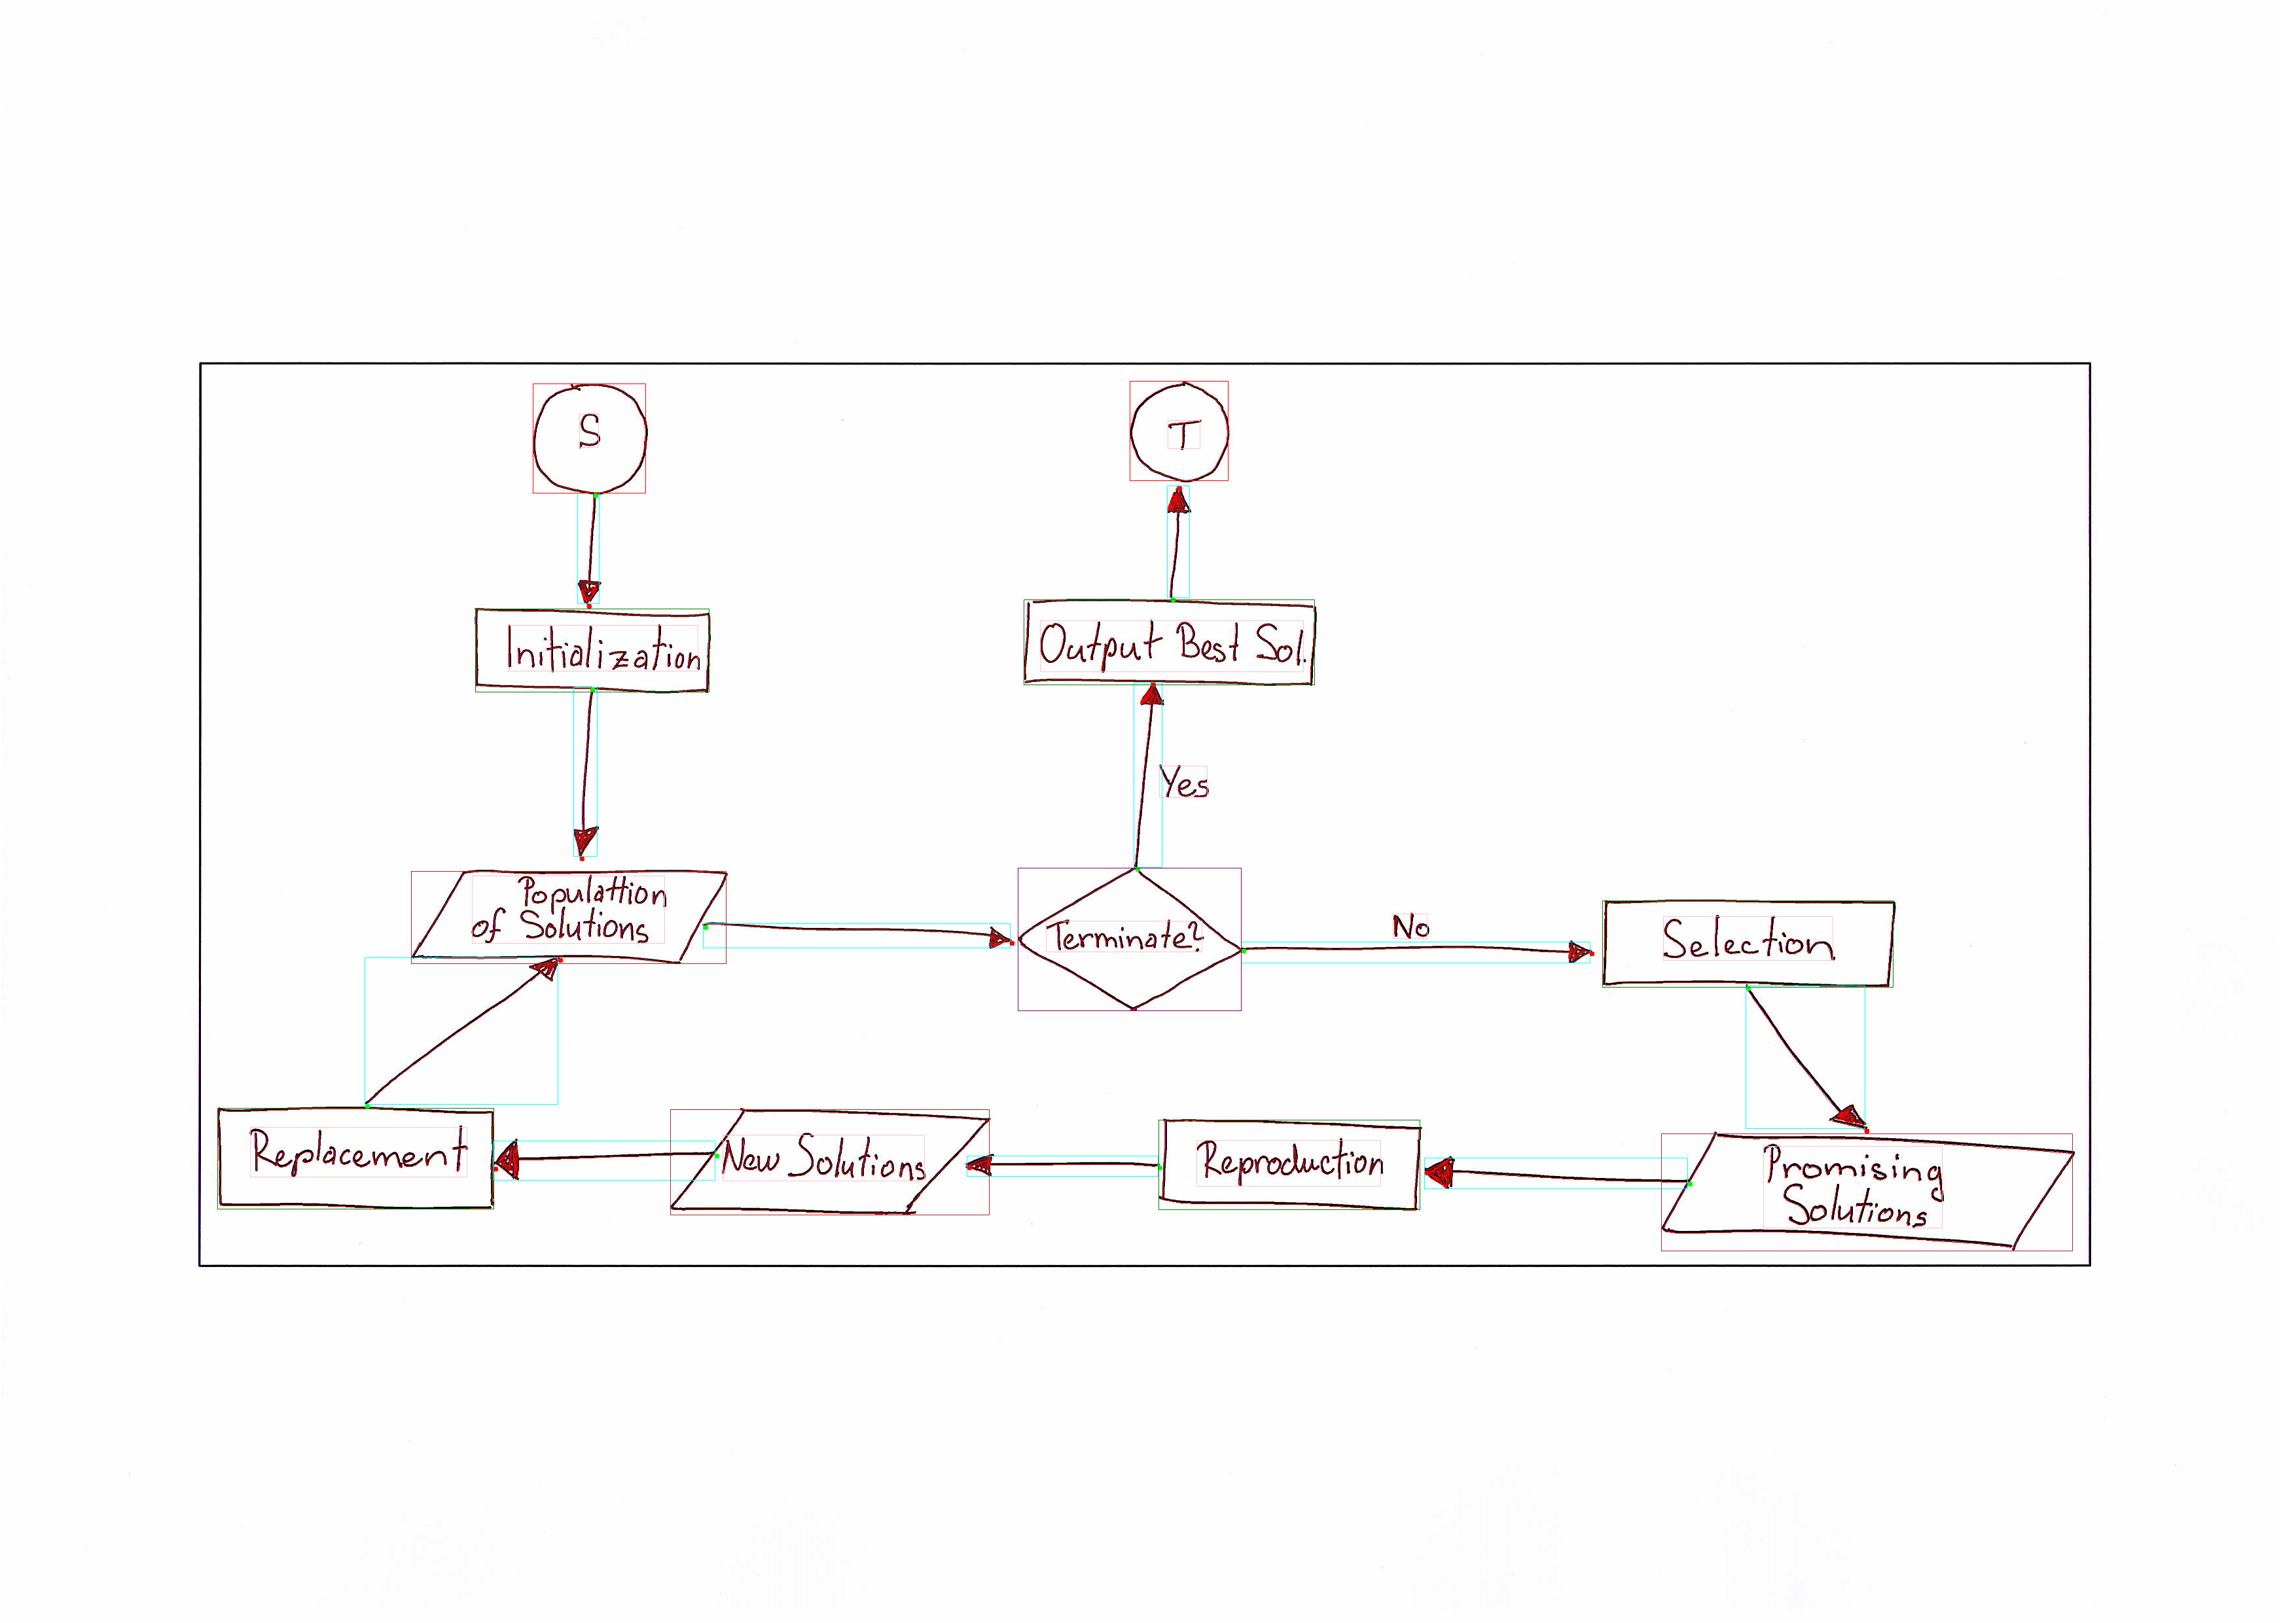 S
T
Initialization
Output Best Sol.
Yes
Populattion
of Solutions
Terminate?
No
Selection
Replacement
New Solutions
Reproduction
Promising
Solutions